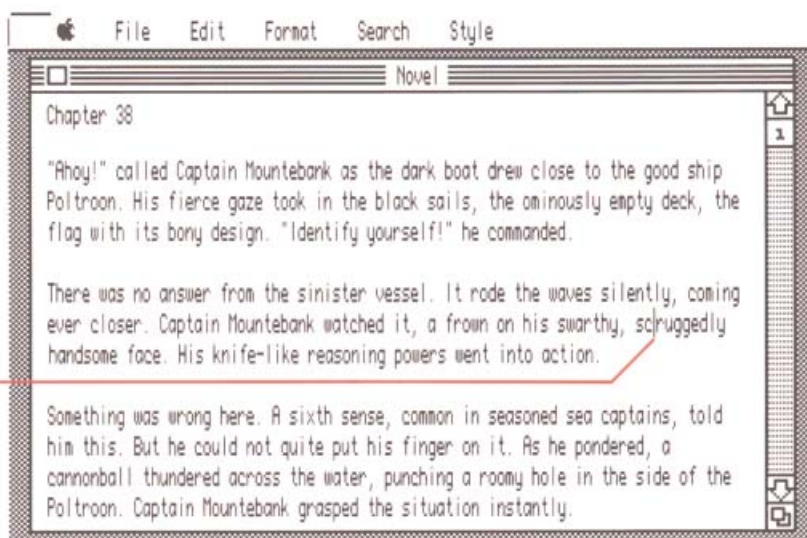 File Edit Format Search Style
Novel
Chapter 38
1
"Ahoy!" called Captain Mountebank as the dark boat drew close to the good ship
Poltroon. His fierce gaze took in the black sails, the ominously empty deck, the
flag with its bony design. "Identify yourself!" he commanded.
There was no answer from the sinister vessel. It rode the waves silently, coming
ever closer. Captain Mountebank watched it, a frown on his swarthy, scruggedly
handsome face. His knife-like reasoning powers went into action.
Something was wrong here. A sixth sense, common in seasoned sea captains, told
him this. But he could not quite put his finger on it. As he pondered, a
cannonball thundered across the water, punching a roomy hole in the side of the
Poltroon. Captain Mountebank grasped the situation instantly.